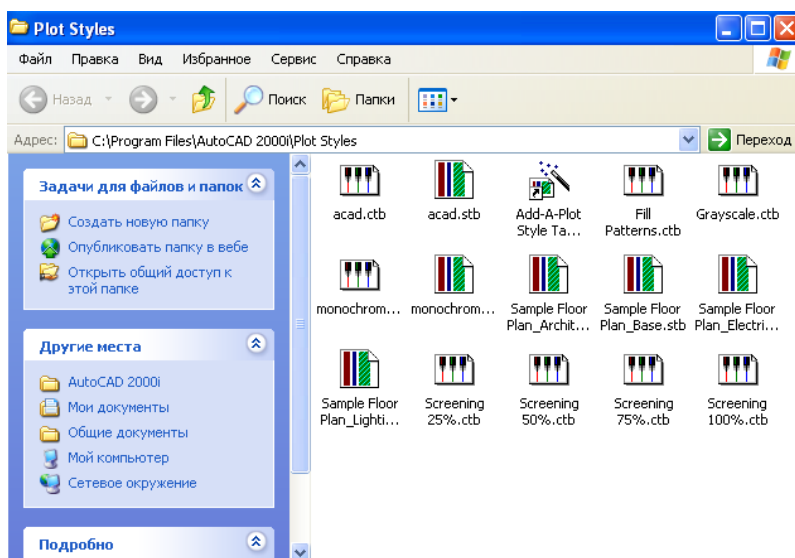 Plot Styles
Файл Правка Вид Избранное Сервис Справка
Назад Поиск Папки
Адрес: C:\Program Files\AutoCAD 2000i\Plot Styles Переход
Задачи для файлов и папок
Создать новую папку
Опубликовать папку в вебе
Открыть общий доступ к
этой папке
Другие места
AutoCAD 2000i
Мои документы
Общие документы
Мой компьютер
Сетевое окружение
Подробно
acad.ctb acad.stb Add-A-Plot Fill Grayscale.ctb
Style Ta... Patterns.ctb
monochrom... monochrom... Sample Floor Sample Floor Sample Floor
Plan_Archit... Plan_Base.stb Plan_Electri...
Sample Floor Screening Screening Screening Screening
Plan_Lighti... 25%.ctb 50%.ctb 75%.ctb 100%.ctb